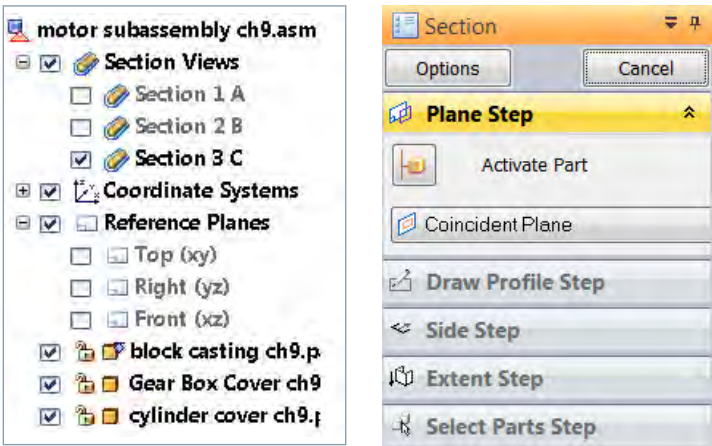 motor subassembly ch9.asm
Section Views
Section 1 A
Section 2 B
Section 3 C
Coordinate Systems
Reference Planes
Top (xy)
Right (yz)
Front (xz)
block casting ch9.p
Gear Box Cover ch9
cylinder cover ch9.p
Section
Options
Cancel
Plane Step
Activate Part
Coincident Plane
Draw Profile Step
Side Step
Extent Step
Select Parts Step